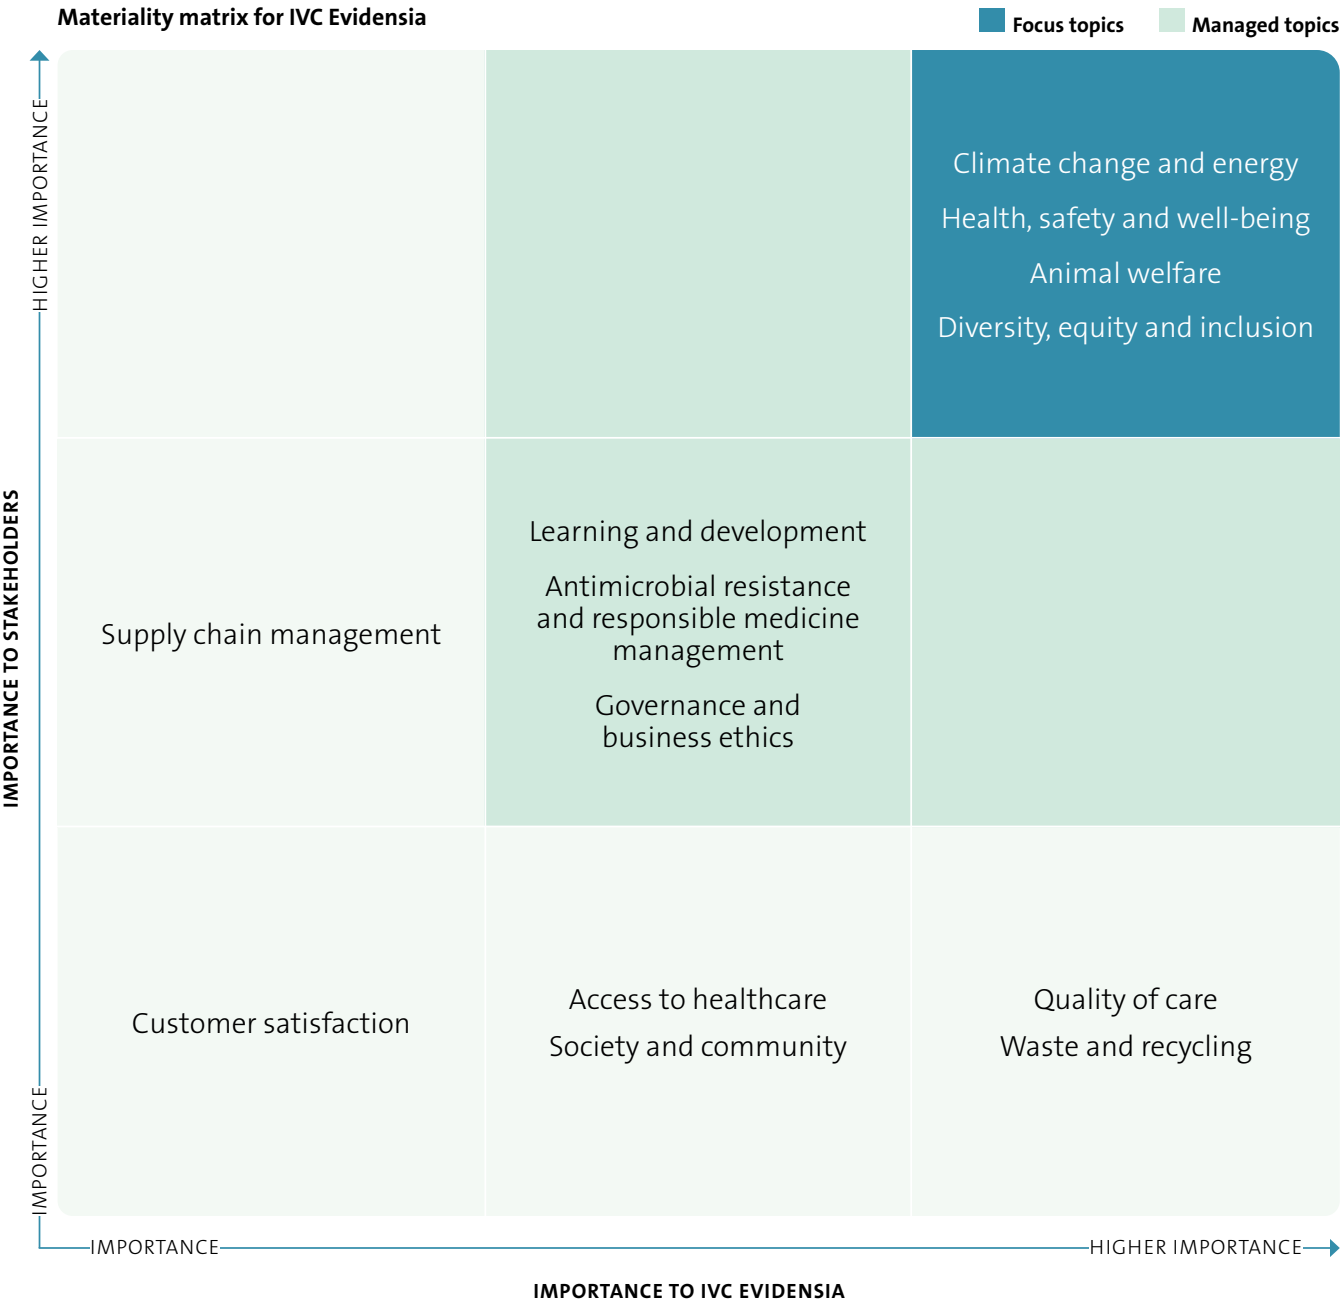 Materiality matrix for IVC Evidensia
Focus topics
Managed topics
HIGHER IMPORTANCE
IMPORTANCE TO STAKEHOLDERS
IMPORTANCE
Climate change and energy
Health, safety and well-being
Animal welfare
Diversity, equity and inclusion
Supply chain management
Learning and development
Antimicrobial resistance
and responsible medicine
management
Governance and
business ethics
Customer satisfaction
Access to healthcare
Society and community
Quality of care
Waste and recycling
IMPORTANCE
HIGHER IMPORTANCE
IMPORTANCE TO IVC EVIDENSIA